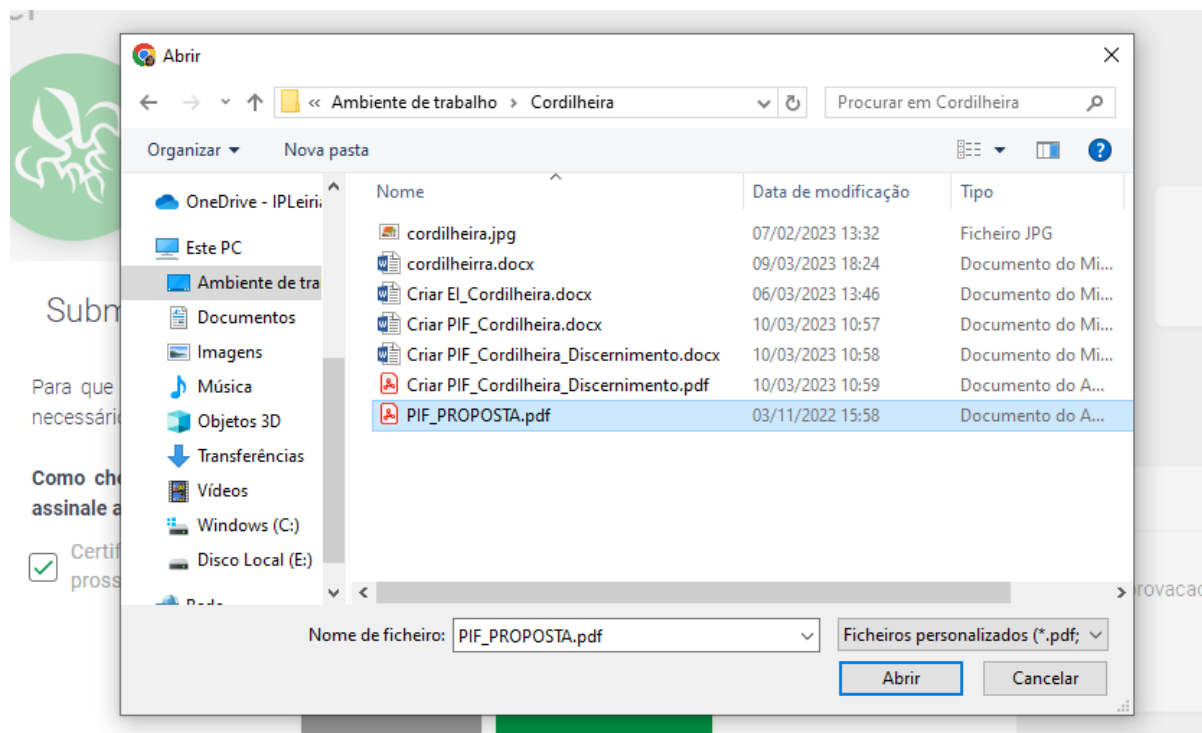 Abrir
« Ambiente de trabalho › Cordilheira
Procurar em Cordilheira
Organizar
Nova pasta
OneDrive - IPLeiria
Este PC
Ambiente de tra
Documentos
Imagens
Música
Objetos 3D
Transferências
Vídeos
Windows (C:)
Disco Local (E:)
Nome Data de modificação Tipo
cordilheira.jpg 07/02/2023 13:32 Ficheiro JPG
cordilheirra.docx 09/03/2023 18:24 Documento do Mi...
Criar EI_Cordilheira.docx 06/03/2023 13:46 Documento do Mi...
Criar PIF_Cordilheira.docx 10/03/2023 10:57 Documento do Mi...
Criar PIF_Cordilheira_Discernimento.docx 10/03/2023 10:58 Documento do Mi...
Criar PIF_Cordilheira_Discernimento.pdf 10/03/2023 10:59 Documento do A...
PIF_PROPOSTA.pdf 03/11/2022 15:58 Documento do A...
Nome de ficheiro: PIF_PROPOSTA.pdf
Ficheiros personalizados (*.pdf;
Abrir
Cancelar
Subm
Para que
necessário
Como che
assinale a
Certif
pross
rovacao